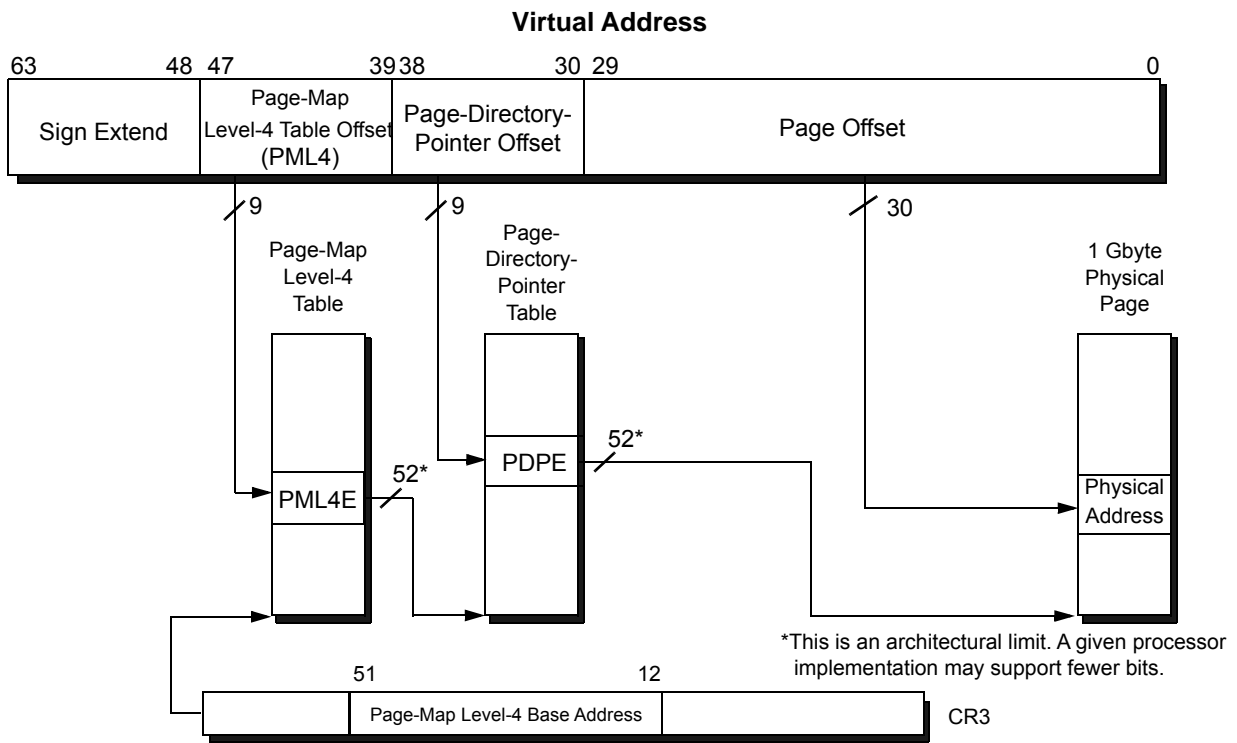 Virtual Address
63 48 47 39 38 30 29 0
Sign Extend
Page-Map
Level-4 Table Offset
(PML4)
Page-Directory-
Pointer Offset
Page Offset
9
9
30
Page-Map
Level-4
Table
Page-
Directory-
Pointer
Table
1 Gbyte
Physical
Page
PML4E
52*
PDPE
52*
Physical
Address
*This is an architectural limit. A given processor
implementation may support fewer bits.
51 12
Page-Map Level-4 Base Address
CR3